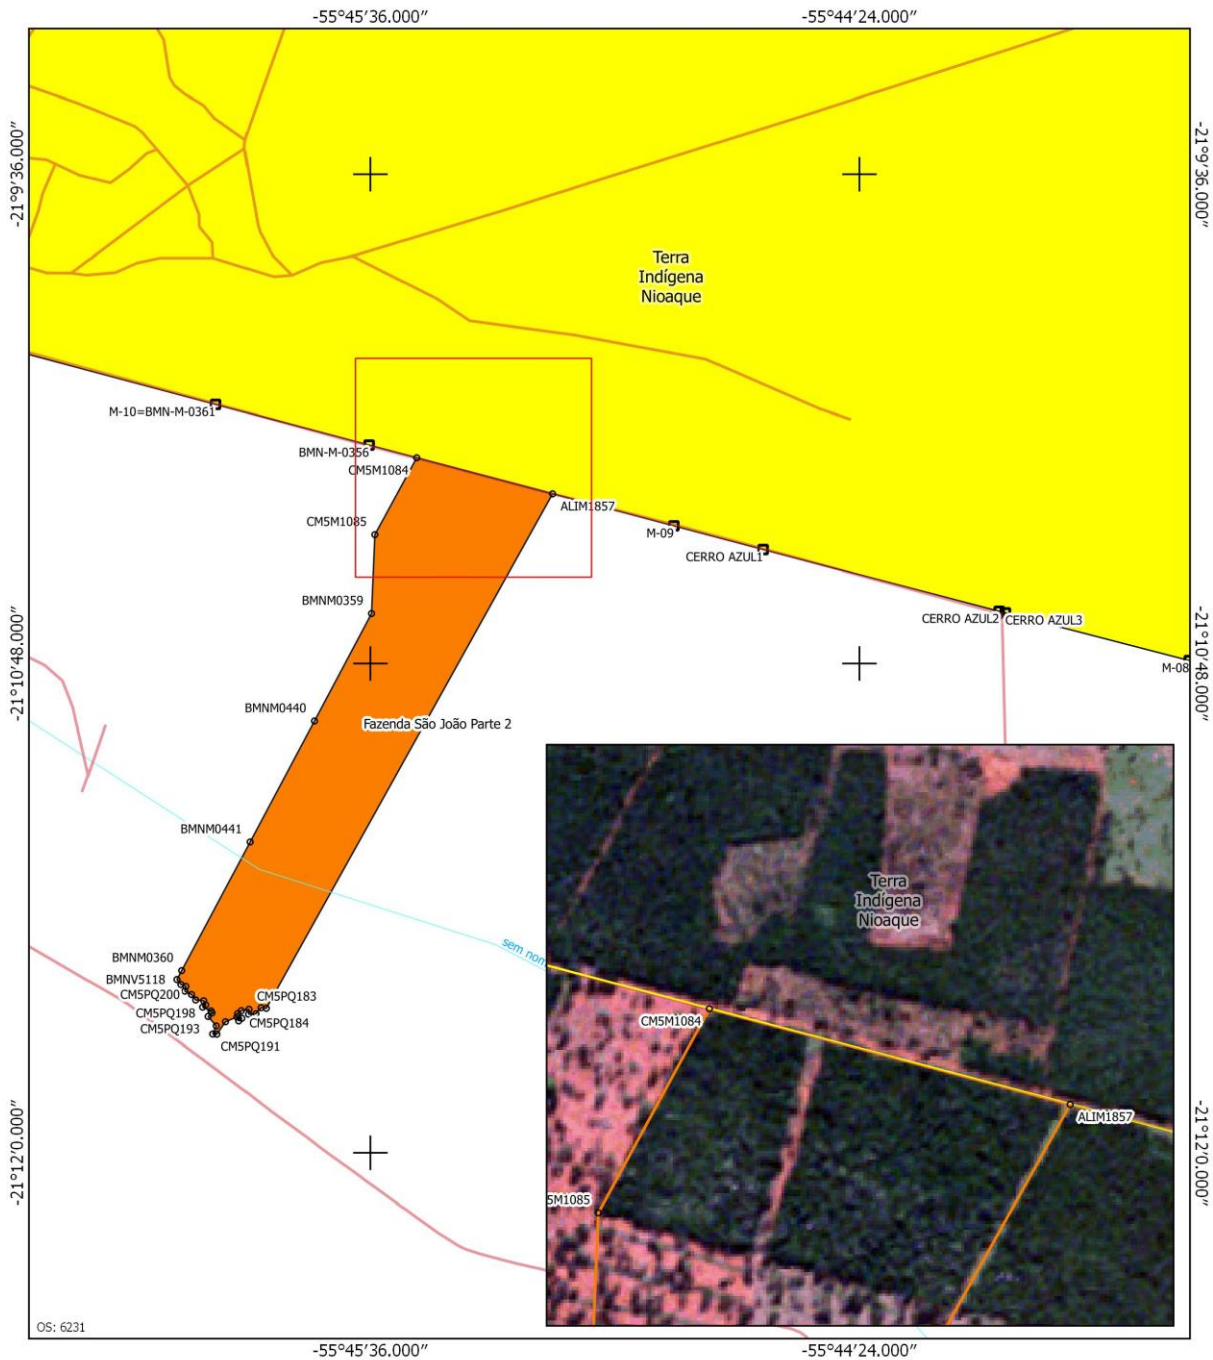 -55°45′36.000″
-55°44′24.000″
-21°9′36.000″
-21°9′36.000″
Terra
Indígena
Nioaque
M-10=BMN-M-0361
BMN-M-0356
CM5M1084
ALIM1857
CM5M1085
M-09
CERRO AZUL1
BMNM0359
CERRO AZUL2
CERRO AZUL3
-21°10′48.000″
-21°10′48.000″
M-08
BMNM0440
Fazenda São João Parte 2
BMNM0441
Terra
Indígena
Nioaque
sem nom
BMNM0360
BMNV5118
CM5PQ200
CM5PQ183
CM5PQ198
CM5PQ184
CM5PQ193
CM5PQ191
CM5M1084
ALIM1857
5M1085
-21°12′0.000″
-21°12′0.000″
OS: 6231
-55°45′36.000″
-55°44′24.000″